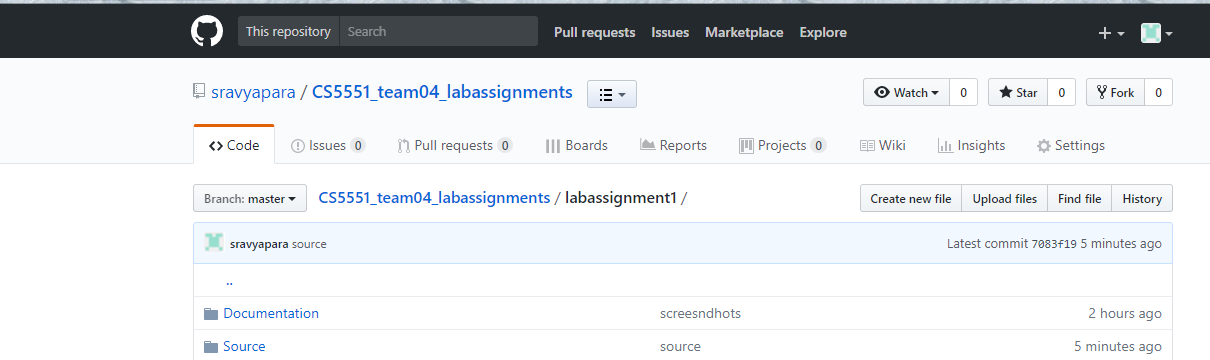 This repository Search Pull requests Issues Marketplace Explore
sravyapara / CS5551_team04_labassignments Watch 0 Star 0 Fork 0
Code Issues 0 Pull requests 0 Boards Reports Projects 0 Wiki Insights Settings
Branch: master CS5551_team04_labassignments / labassignment1 / Create new file Upload files Find file History
sravyapara source Latest commit 7083f19 5 minutes ago
..
Documentation screesndhots 2 hours ago
Source source 5 minutes ago